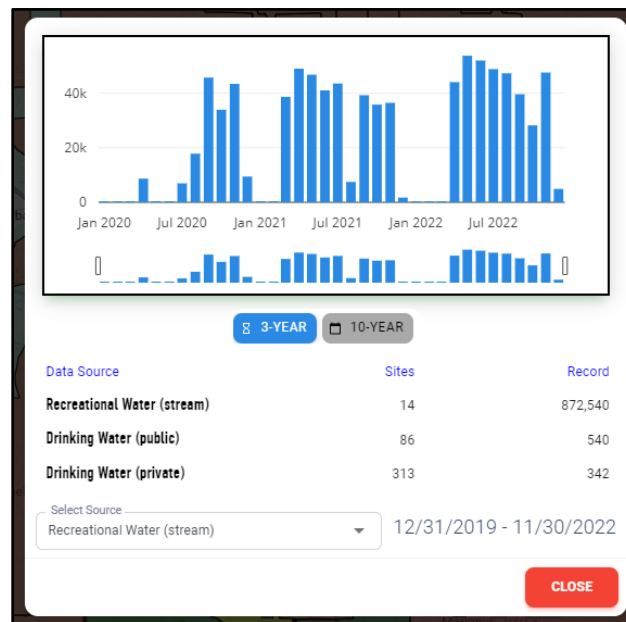 40k
20k
0
Jan 2020 Jul 2020 Jan 2021 Jul 2021 Jan 2022 Jul 2022
3-YEAR 10-YEAR
Data Source Sites Record
Recreational Water (stream) 14 872,540
Drinking Water (public) 86 540
Drinking Water (private) 313 342
Select Source
Recreational Water (stream) 12/31/2019 - 11/30/2022
CLOSE